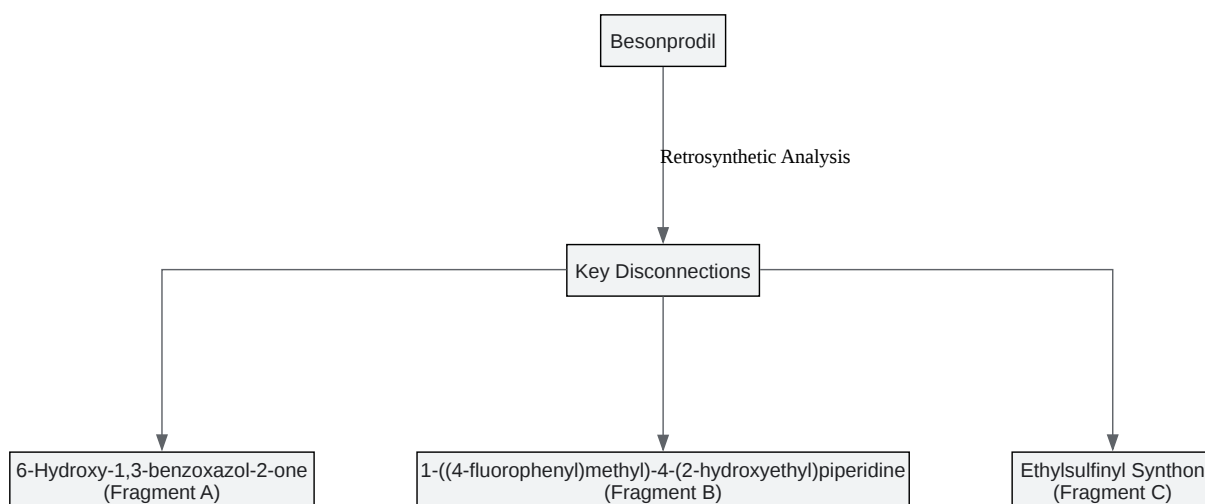 Besonprodil
Retrosynthetic Analysis
Key Disconnections
6-Hydroxy-1,3-benzoxazol-2-one
(Fragment A)
1-((4-fluorophenyl)methyl)-4-(2-hydroxyethyl)piperidine
(Fragment B)
Ethylsulfinyl Synthon
(Fragment C)